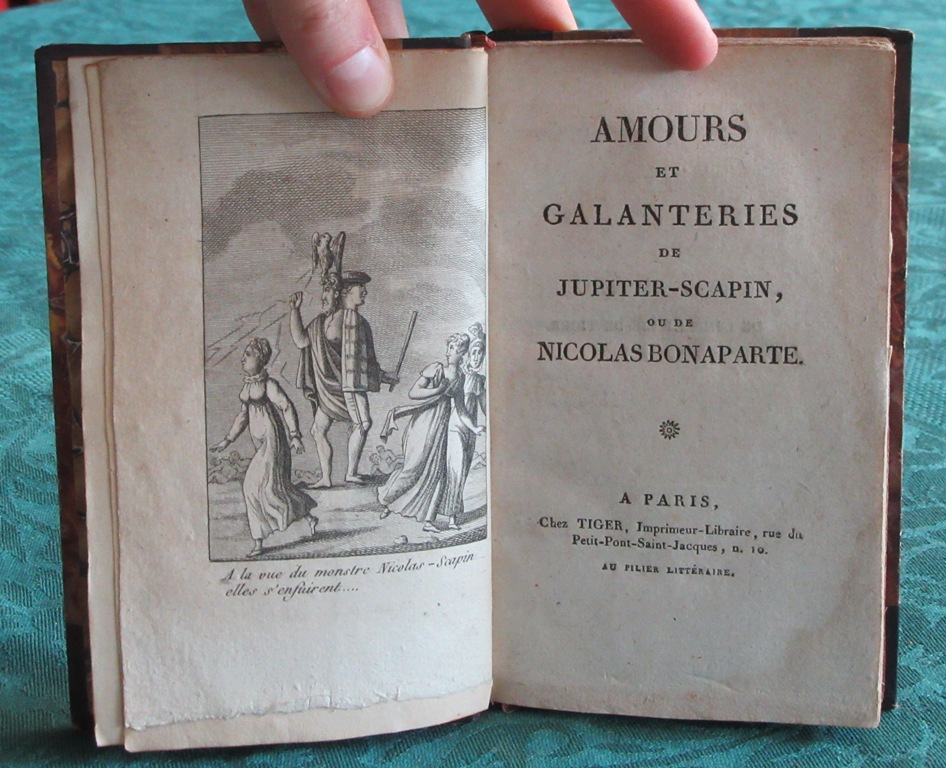 A la vue du monstre Nicolas-Scapin
elles s'enfuirent....
AMOURS
ET
GALANTERIES
DE
JUPITER-SCAPIN,
OU DE
NICOLAS BONAPARTE.
A PARIS,
Chez TIGER, Imprimeur-Libraire, rue du
Petit-Pont-Saint-Jacques, n. 10.
AU PILIER LITTÉRAIRE.